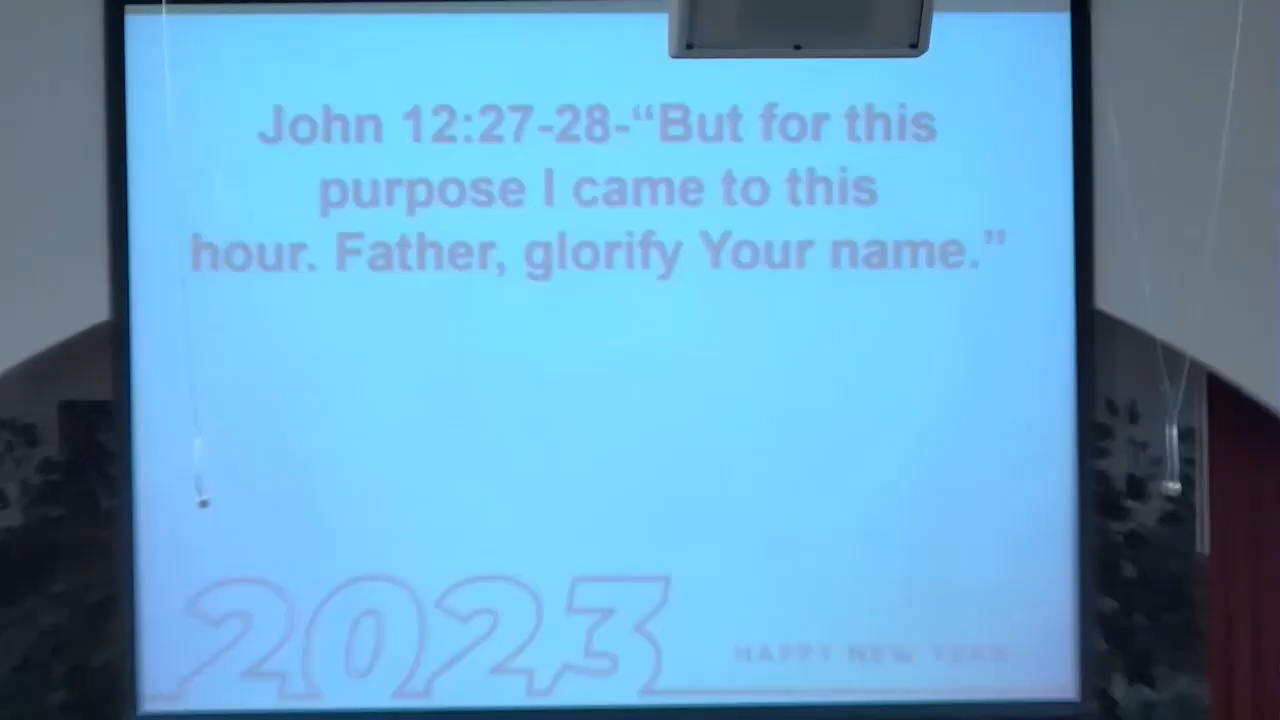 John 12:27-28-“But for this
purpose I came to this
hour. Father, glorify Your name.”
2023
HAPPY NEW YEAR